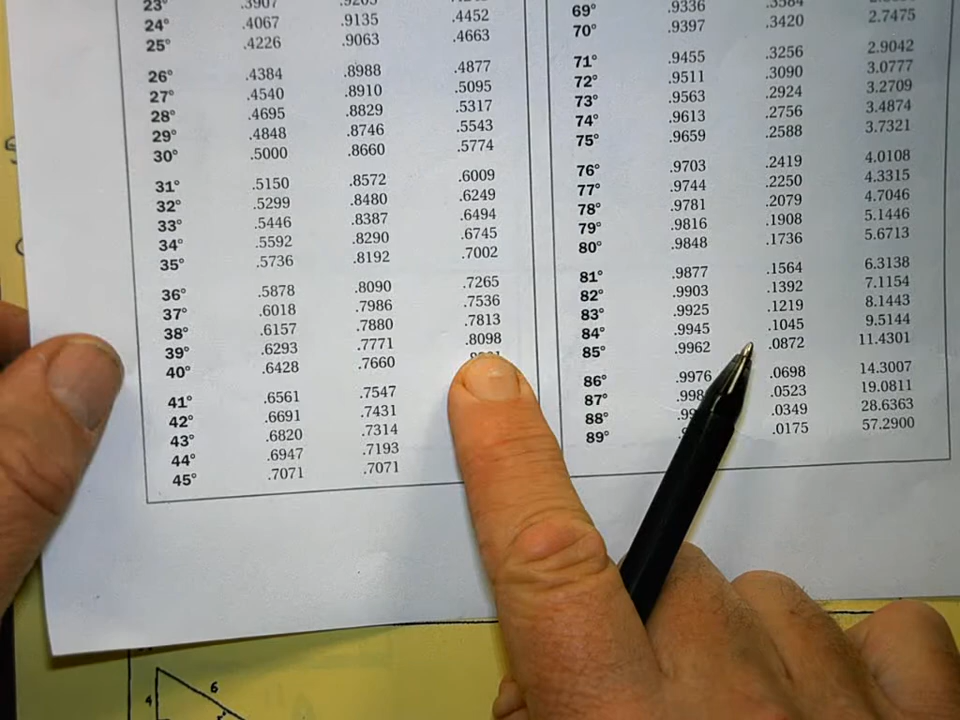 23° .3907
24° .4067 .9135 .4452
25° .4226 .9063 .4663
26° .4384 .8988 .4877
27° .4540 .8910 .5095
28° .4695 .8829 .5317
29° .4848 .8746 .5543
30° .5000 .8660 .5774
31° .5150 .8572 .6009
32° .5299 .8480 .6249
33° .5446 .8387 .6494
34° .5592 .8290 .6745
35° .5736 .8192 .7002
36° .5878 .8090 .7265
37° .6018 .7986 .7536
38° .6157 .7880 .7813
39° .6293 .7771 .8098
40° .6428 .7660
41° .6561 .7547
42° .6691 .7431
43° .6820 .7314
44° .6947 .7193
45° .7071 .7071
69° .9336 .3584
70° .9397 .3420 2.7475
71° .9455 .3256 2.9042
72° .9511 .3090 3.0777
73° .9563 .2924 3.2709
74° .9613 .2756 3.4874
75° .9659 .2588 3.7321
76° .9703 .2419 4.0108
77° .9744 .2250 4.3315
78° .9781 .2079 4.7046
79° .9816 .1908 5.1446
80° .9848 .1736 5.6713
81° .9877 .1564 6.3138
82° .9903 .1392 7.1154
83° .9925 .1219 8.1443
84° .9945 .1045 9.5144
85° .9962 .0872 11.4301
86° .9976 .0698 14.3007
87° .0523 19.0811
88° .0349 28.6363
89° .0175 57.2900
6
4